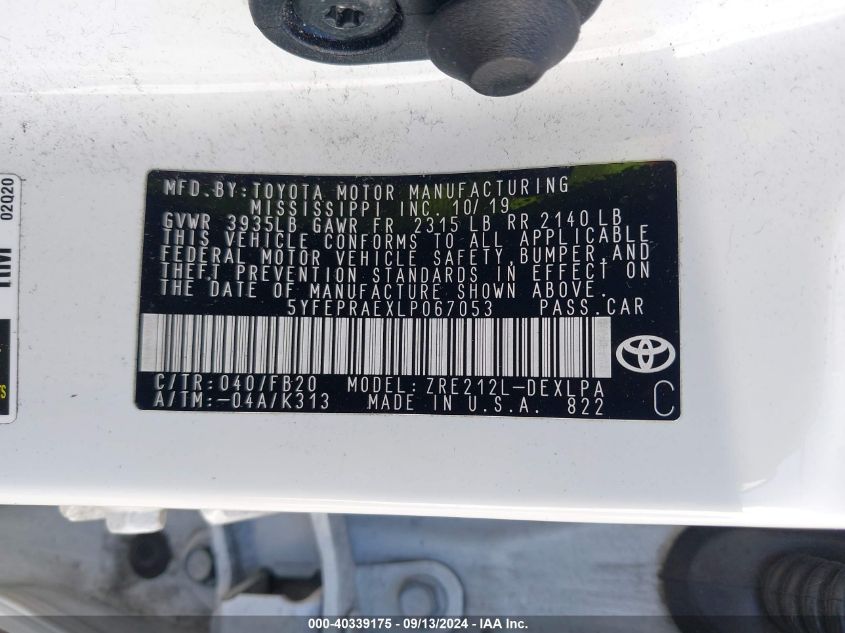 MFD. BY: TOYOTA MOTOR MANUFACTURING
MISSISSIPPI INC. 10/19
GVWR 3935LB GAWR FR 2315 LB RR 2140 LB
THIS VEHICLE CONFORMS TO ALL APPLICABLE
FEDERAL MOTOR VEHICLE SAFETY, BUMPER, AND
THEFT PREVENTION STANDARDS IN EFFECT ON
THE DATE OF MANUFACTURE SHOWN ABOVE.
5YFEPRAEXLP067053 PASS. CAR
C/TR: 040/FB20 MODEL: ZRE212L-DEXLPA
A/TM:-04A/K313 MADE IN U.S.A. 822 C
02Q20
<-- 40339175 -- 09/13/2024 -- IAA Inc.